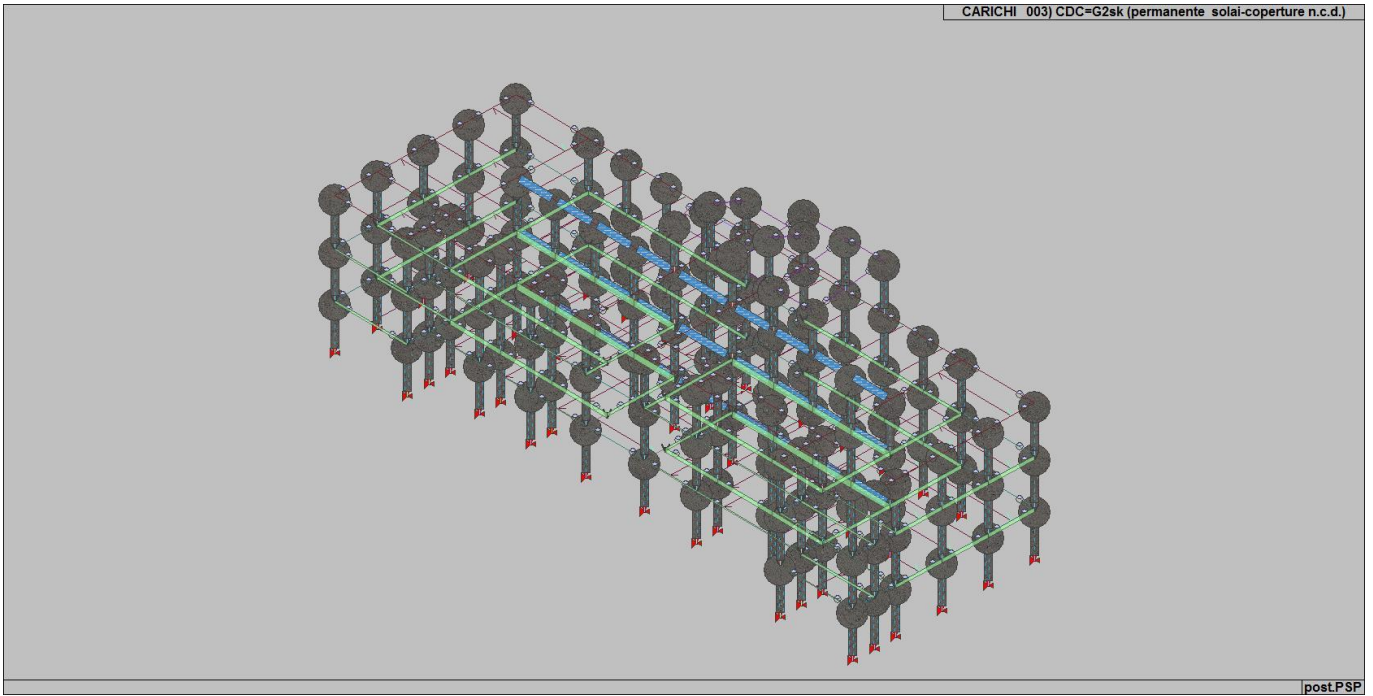 CARICHI 003) CDC=G2sk (permanente solai-coperture n.c.d.)
post.PSP